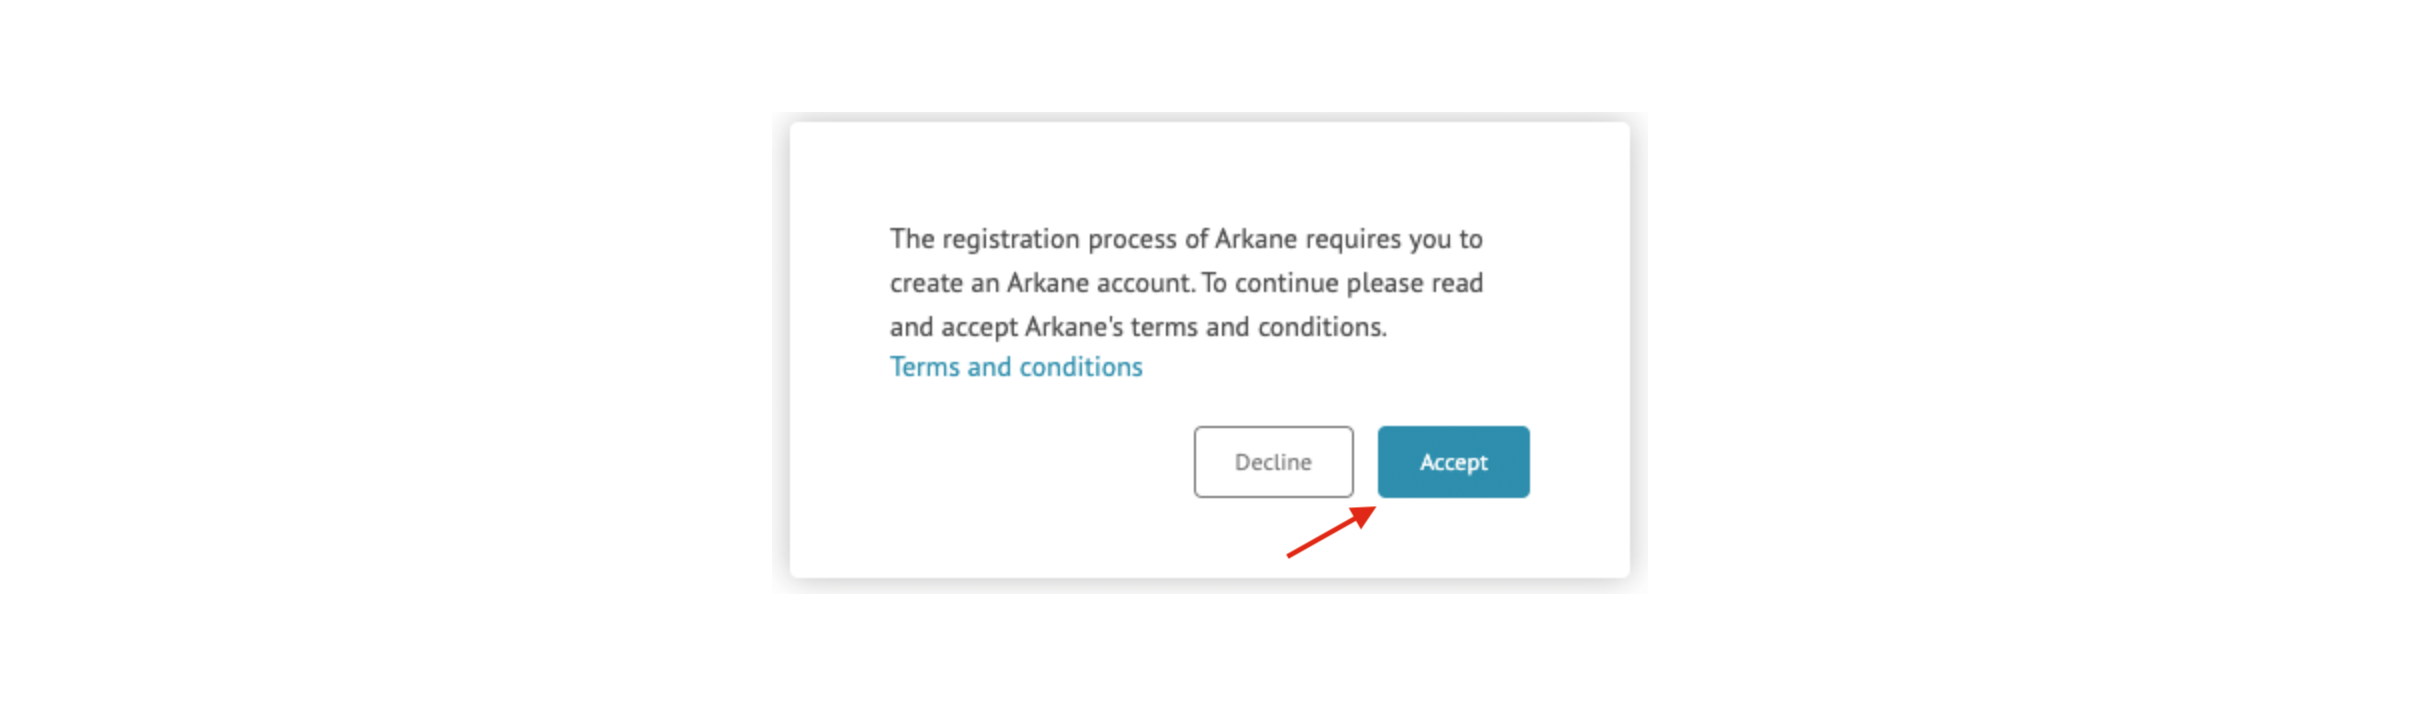 The registration process of Arkane requires you to
create an Arkane account. To continue please read
and accept Arkane's terms and conditions.
Terms and conditions
Decline
Accept